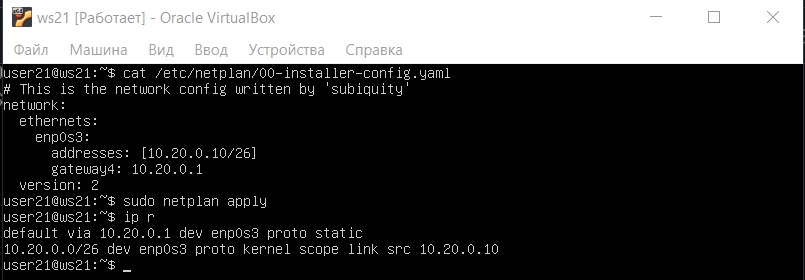 ws21 [Работает] - Oracle VirtualBox
Файл Машина Вид Ввод Устройства Справка
user21@ws21:~$ cat /etc/netplan/00-installer-config.yaml
# This is the network config written by 'subiquity'
network:
  ethernets:
    enp0s3:
      addresses: [10.20.0.10/26]
      gateway4: 10.20.0.1
  version: 2
user21@ws21:~$ sudo netplan apply
user21@ws21:~$ ip r
default via 10.20.0.1 dev enp0s3 proto static
10.20.0.0/26 dev enp0s3 proto kernel scope link src 10.20.0.10
user21@ws21:~$ _